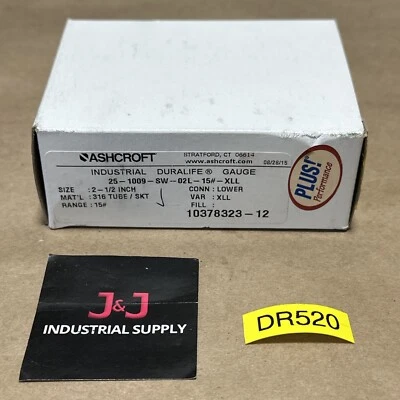 ASHCROFT
STRATFORD, CT 06614
www.ashcroft.com
08/26/15
INDUSTRIAL DURALIFE® GAUGE
25-1009-SW-02L-15#-XLL
SIZE : 2-1/2 INCH
CONN : LOWER
MAT'L : 316 TUBE / SKT
VAR : XLL
RANGE : 15#
FILL :
10378323-12
PLUS!
Performance
J&J
INDUSTRIAL SUPPLY
DR520